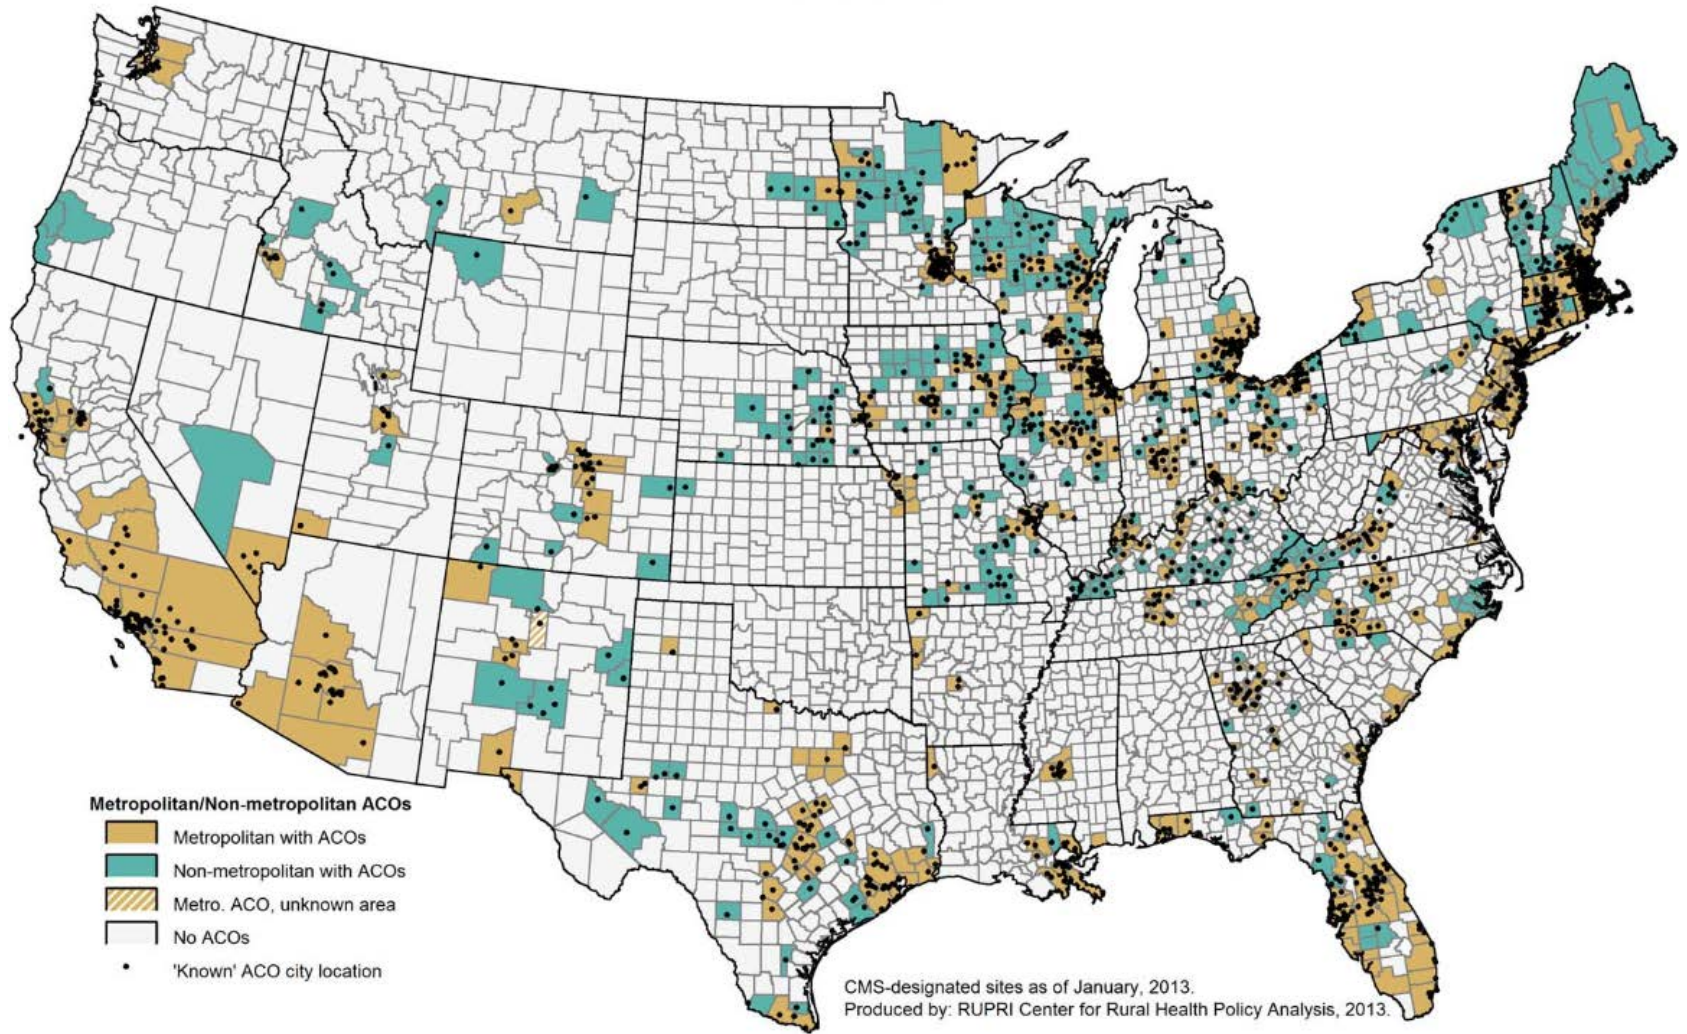 Metropolitan/Non-metropolitan ACOs
Metropolitan with ACOs
Non-metropolitan with ACOs
Metro. ACO, unknown area
No ACOs
'Known' ACO city location
CMS-designated sites as of January, 2013.
Produced by: RUPRI Center for Rural Health Policy Analysis, 2013.